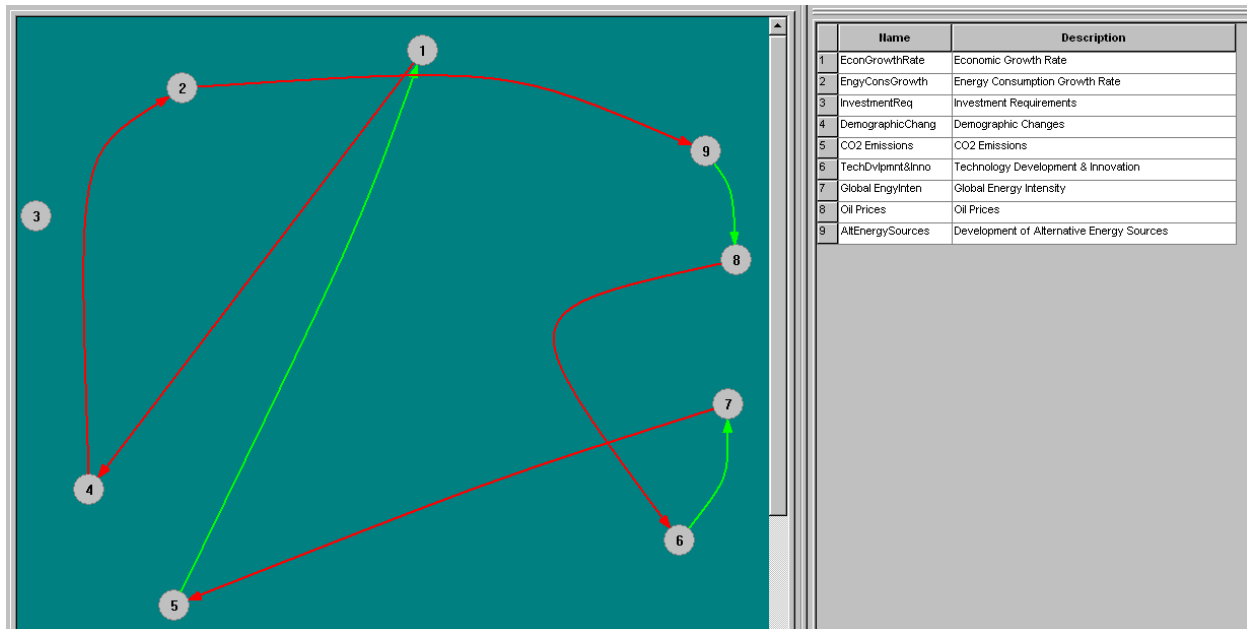 1
2
9
3
8
7
4
6
5
Name Description
1 EconGrowthRate Economic Growth Rate
2 EngyConsGrowth Energy Consumption Growth Rate
3 InvestmentReq Investment Requirements
4 DemographicChang Demographic Changes
5 CO2 Emissions CO2 Emissions
6 TechDvlpmnt&Inno Technology Development & Innovation
7 Global EngyInten Global Energy Intensity
8 Oil Prices Oil Prices
9 AltEnergySources Development of Alternative Energy Sources